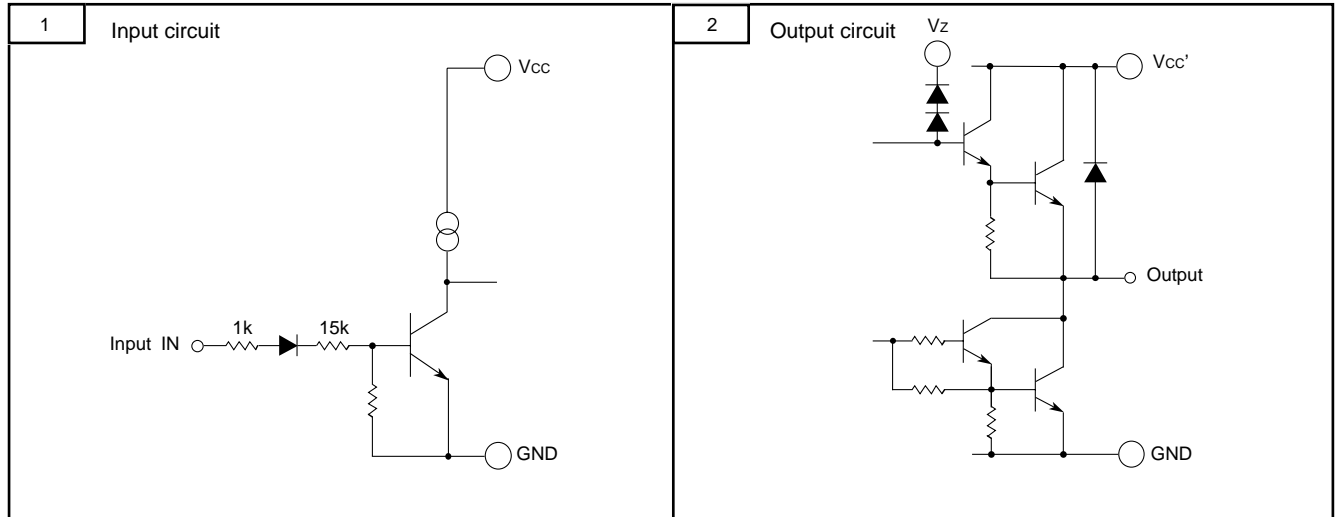 1 Input circuit
Vcc
1k 15k
Input IN
GND
2 Output circuit
Vz
Vcc'
Output
GND